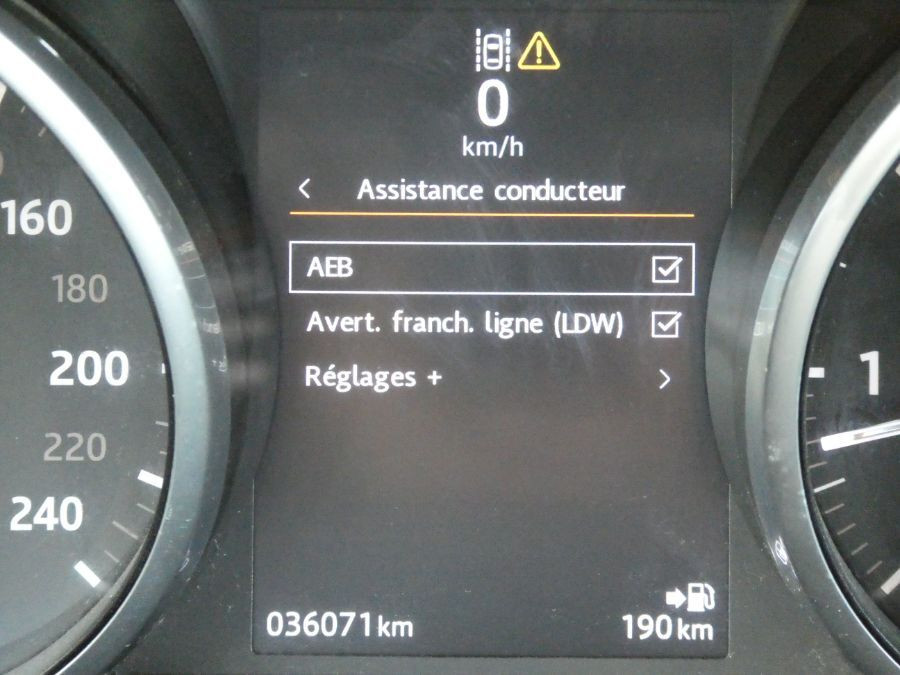 0
km/h
Assistance conducteur
AEB
Avert. franch. ligne (LDW)
Réglages +
036071km
190km
160
180
200
220
240
1